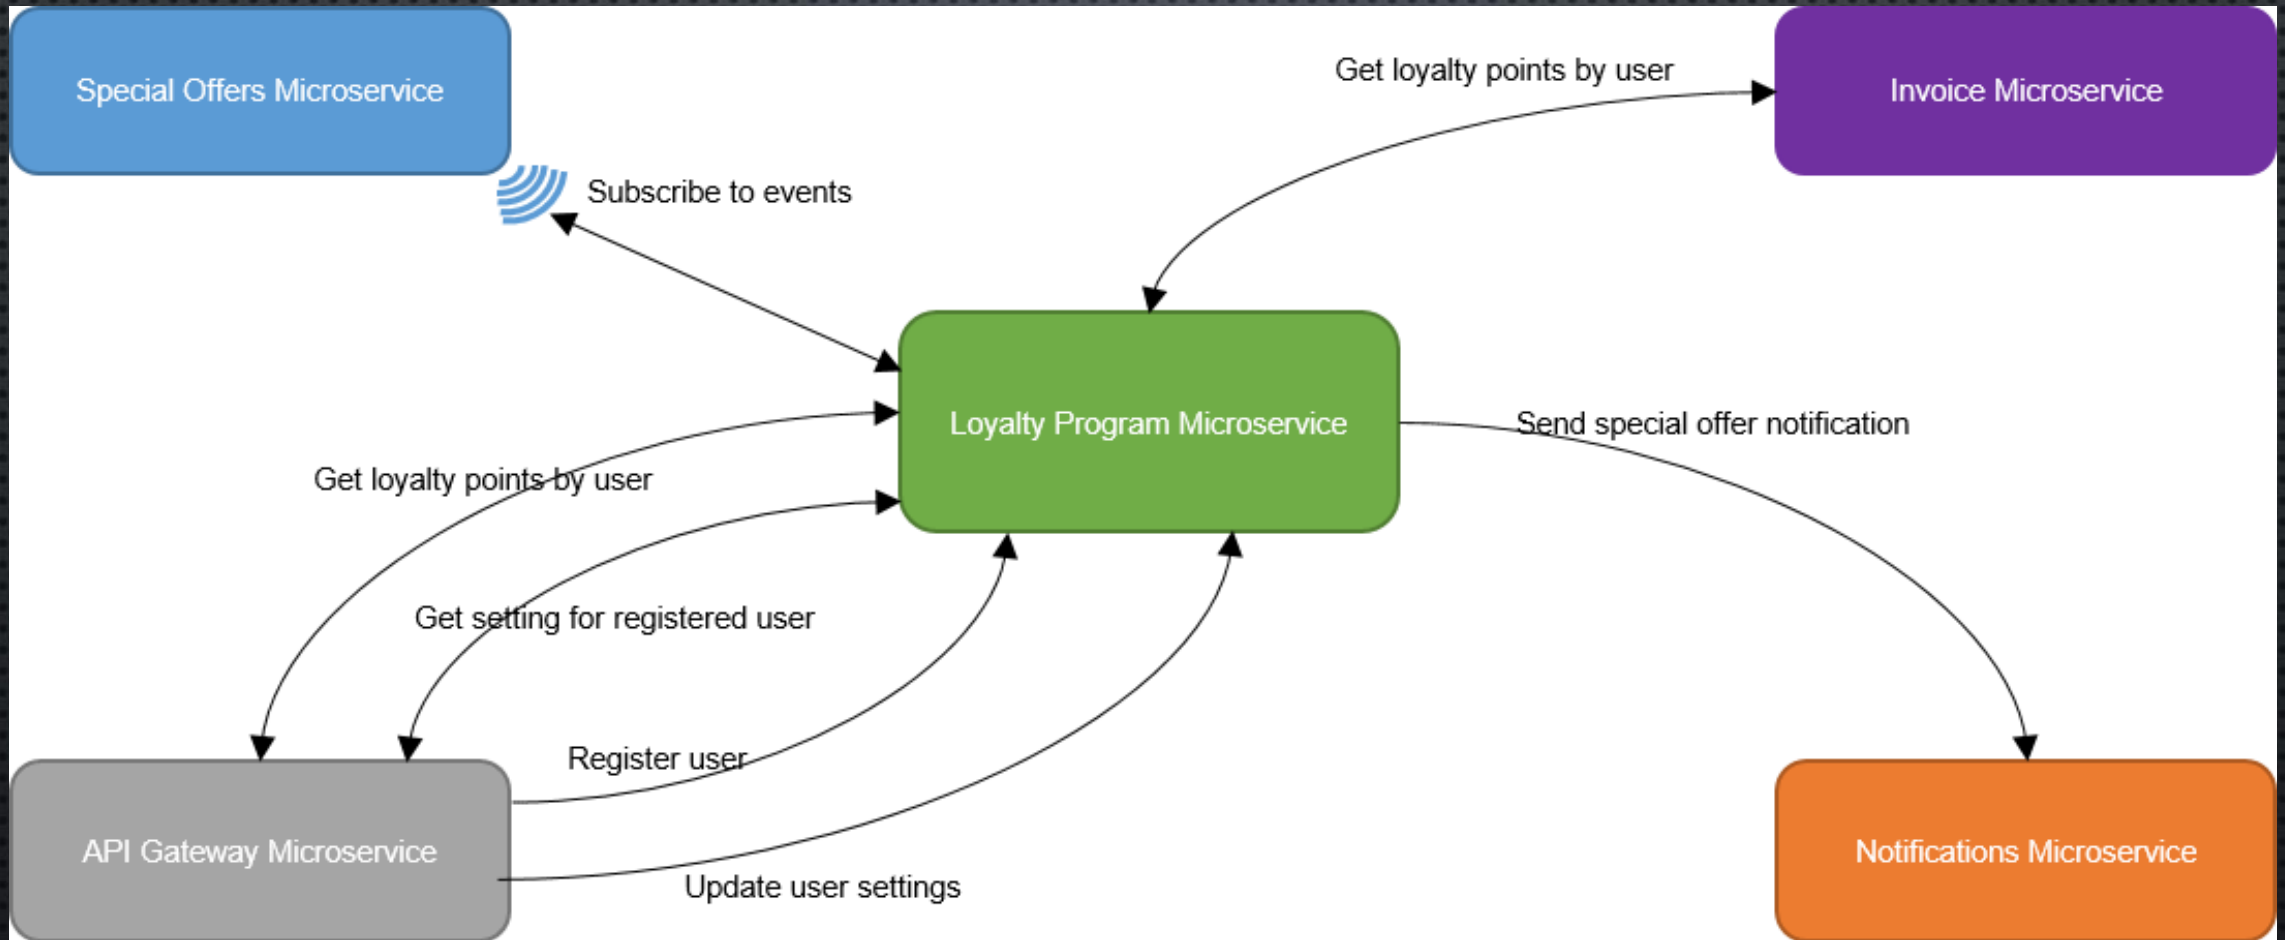 Special Offers Microservice
Get loyalty points by user
Invoice Microservice
Subscribe to events
Loyalty Program Microservice
Send special offer notification
Get loyalty points by user
Get setting for registered user
Register user
API Gateway Microservice
Update user settings
Notifications Microservice